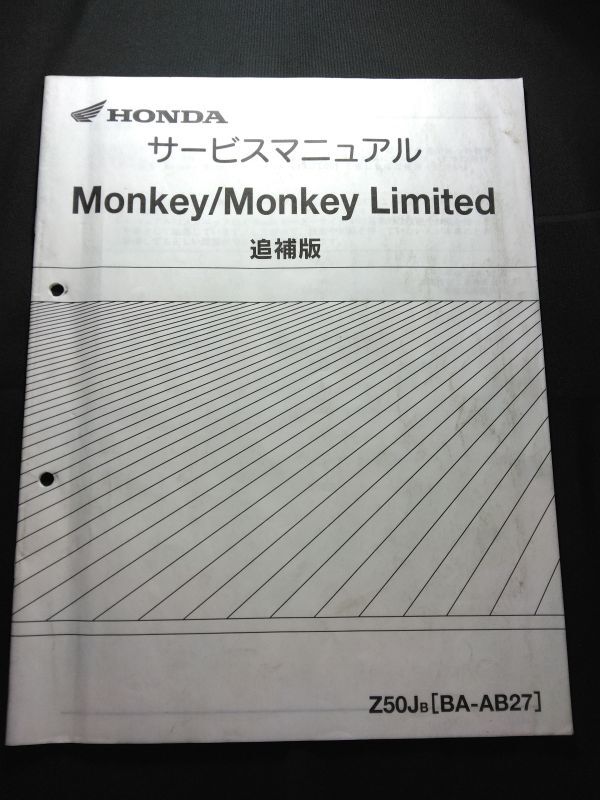 HONDA
サービスマニュアル
Monkey/Monkey Limited
追補版
Z50JB[BA-AB27]